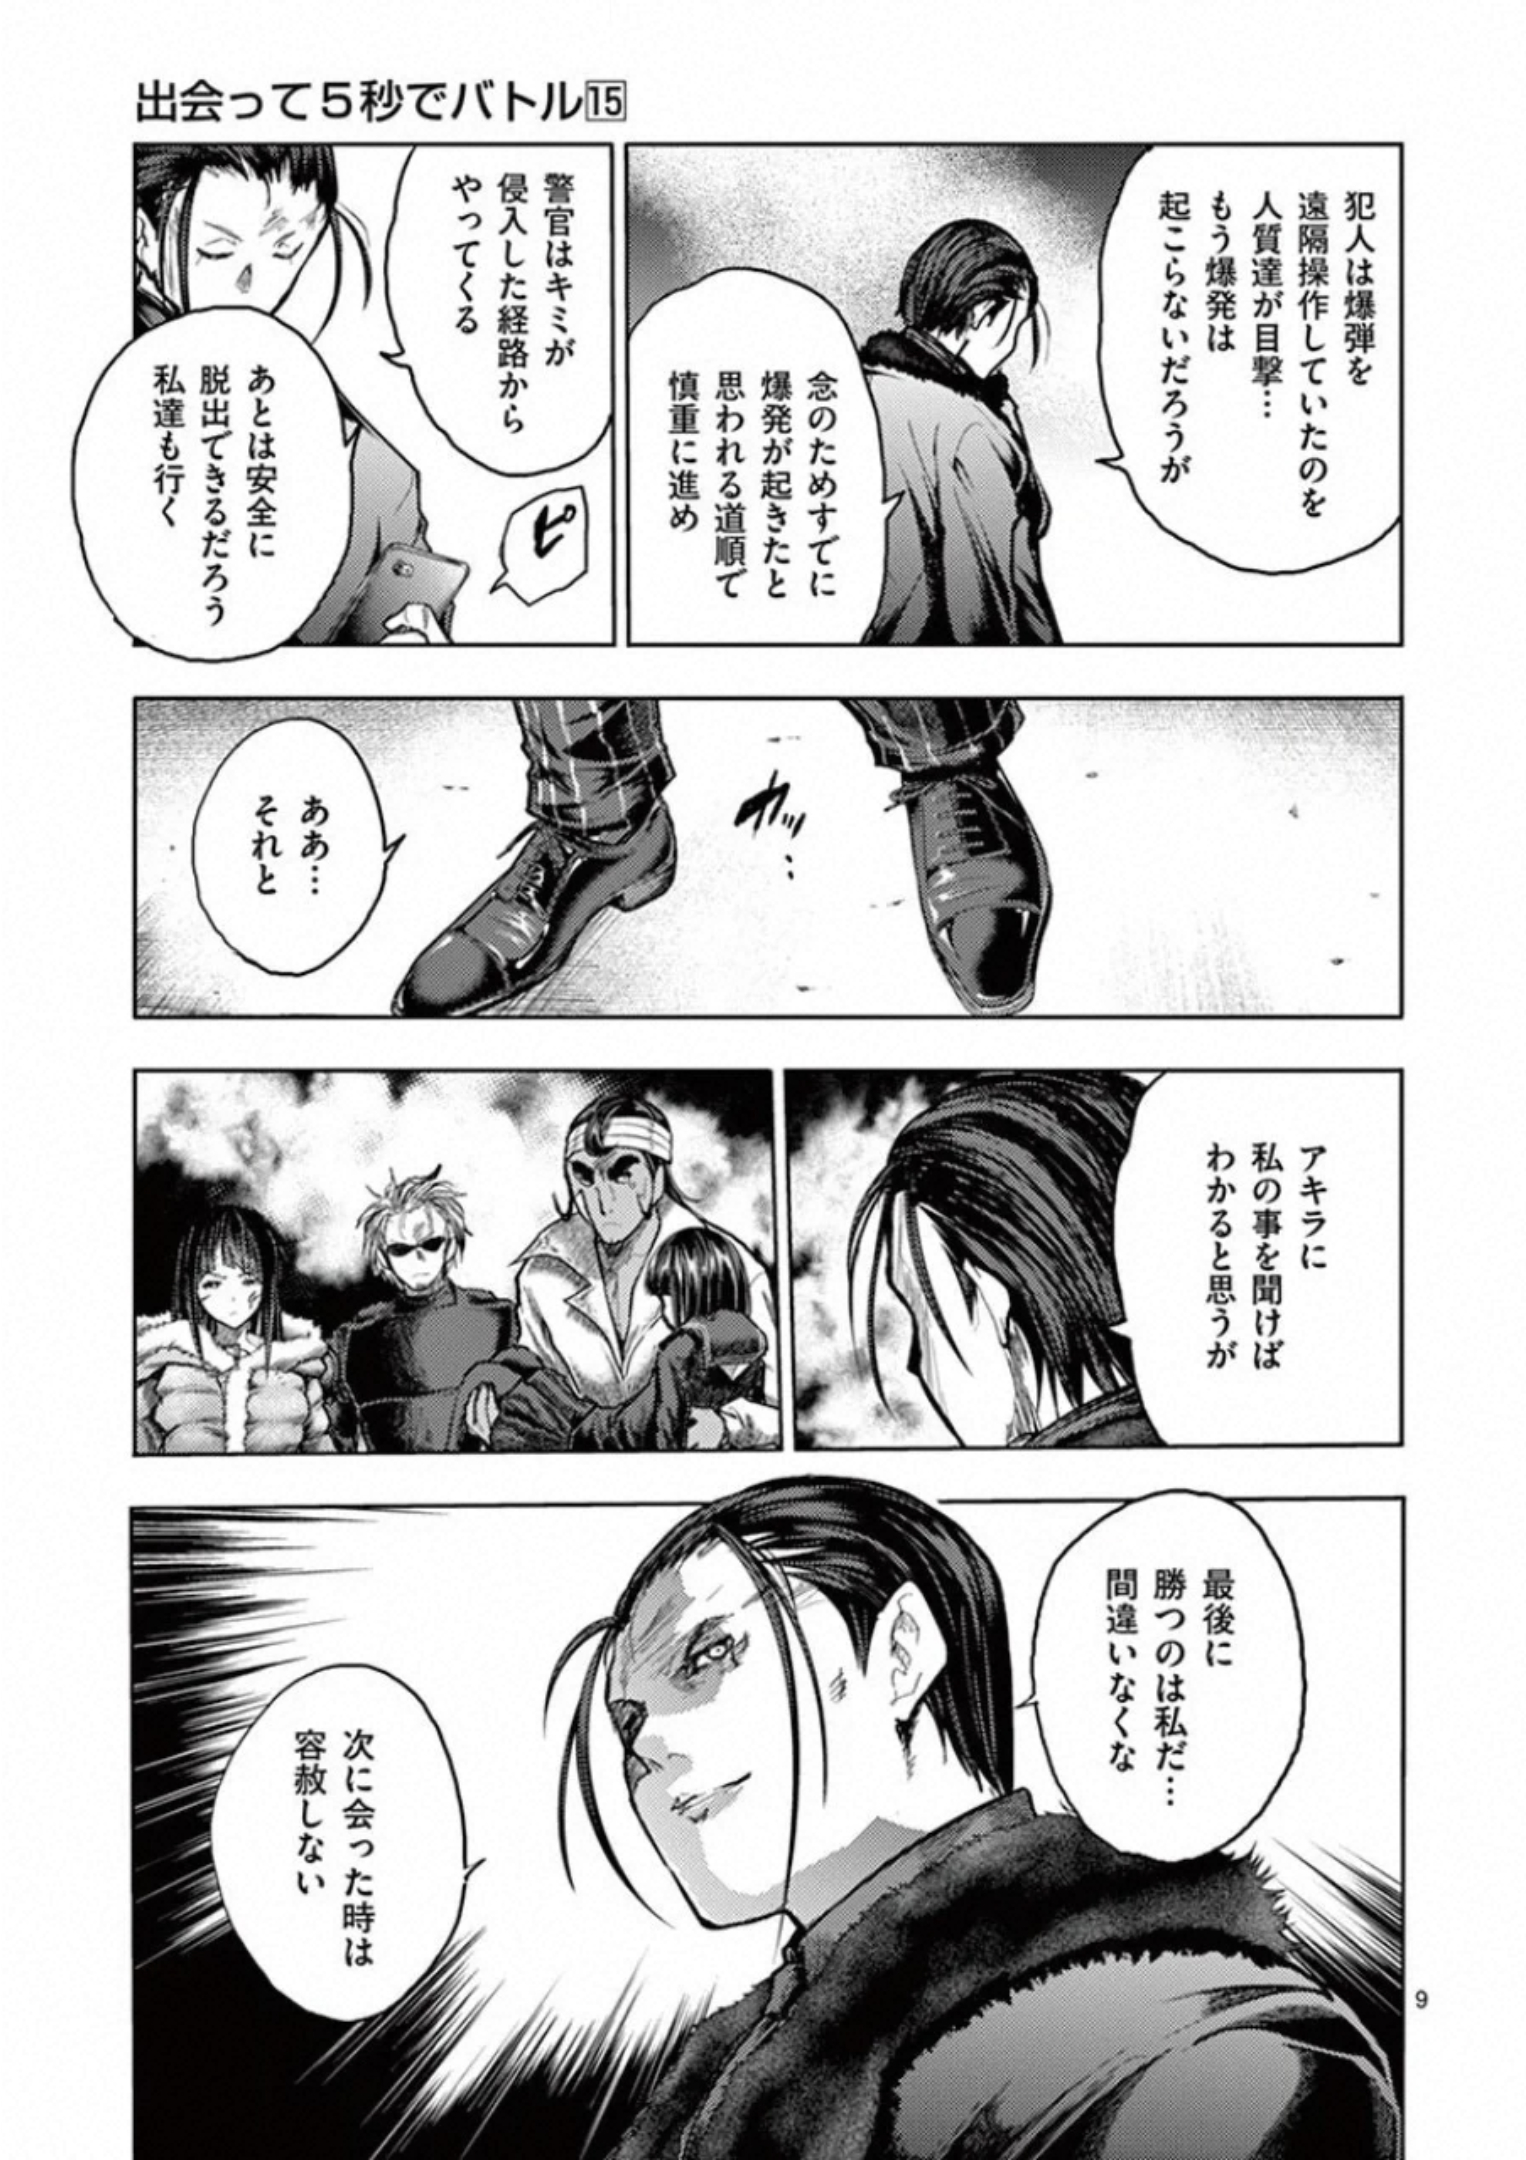 出会って5秒でバトル15
犯人は爆弾を
遠隔操作していたのを
人質達が目撃…
もう爆発は
起こらないだろうが
念のためすでに
爆発が起きたと
思われる道順で
慎重に進め
警官はキミが
侵入した経路から
やってくる
ピ
あとは安全に
脱出できるだろう
私達も行く
カッ…
ああ…
それと
アキラに
私の事を聞けば
わかると思うが
最後に
勝つのは私だ…
間違いなくな
次に会った時は
容赦しない
9